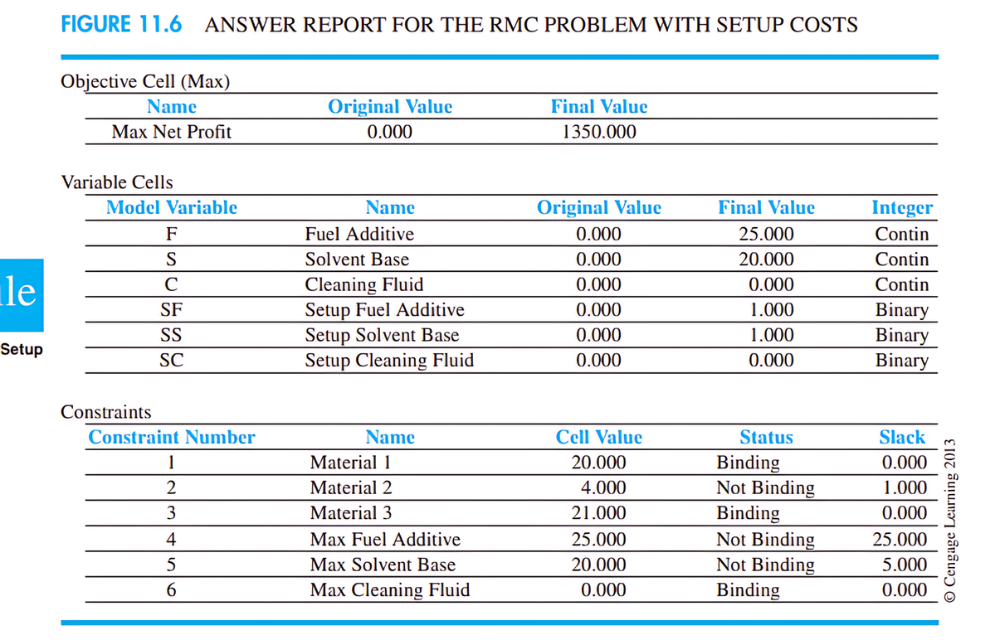 FIGURE 11.6 ANSWER REPORT FOR THE RMC PROBLEM WITH SETUP COSTS
Objective Cell (Max)
Name Original Value Final Value
Max Net Profit 0.000 1350.000
Variable Cells
Model Variable Name Original Value Final Value Integer
F Fuel Additive 0.000 25.000 Contin
S Solvent Base 0.000 20.000 Contin
C Cleaning Fluid 0.000 0.000 Contin
SF Setup Fuel Additive 0.000 1.000 Binary
SS Setup Solvent Base 0.000 1.000 Binary
SC Setup Cleaning Fluid 0.000 0.000 Binary
le
Setup
Constraints
Constraint Number Name Cell Value Status Slack
1 Material 1 20.000 Binding 0.000
2 Material 2 4.000 Not Binding 1.000
3 Material 3 21.000 Binding 0.000
4 Max Fuel Additive 25.000 Not Binding 25.000
5 Max Solvent Base 20.000 Not Binding 5.000
6 Max Cleaning Fluid 0.000 Binding 0.000
© Cengage Learning 2013